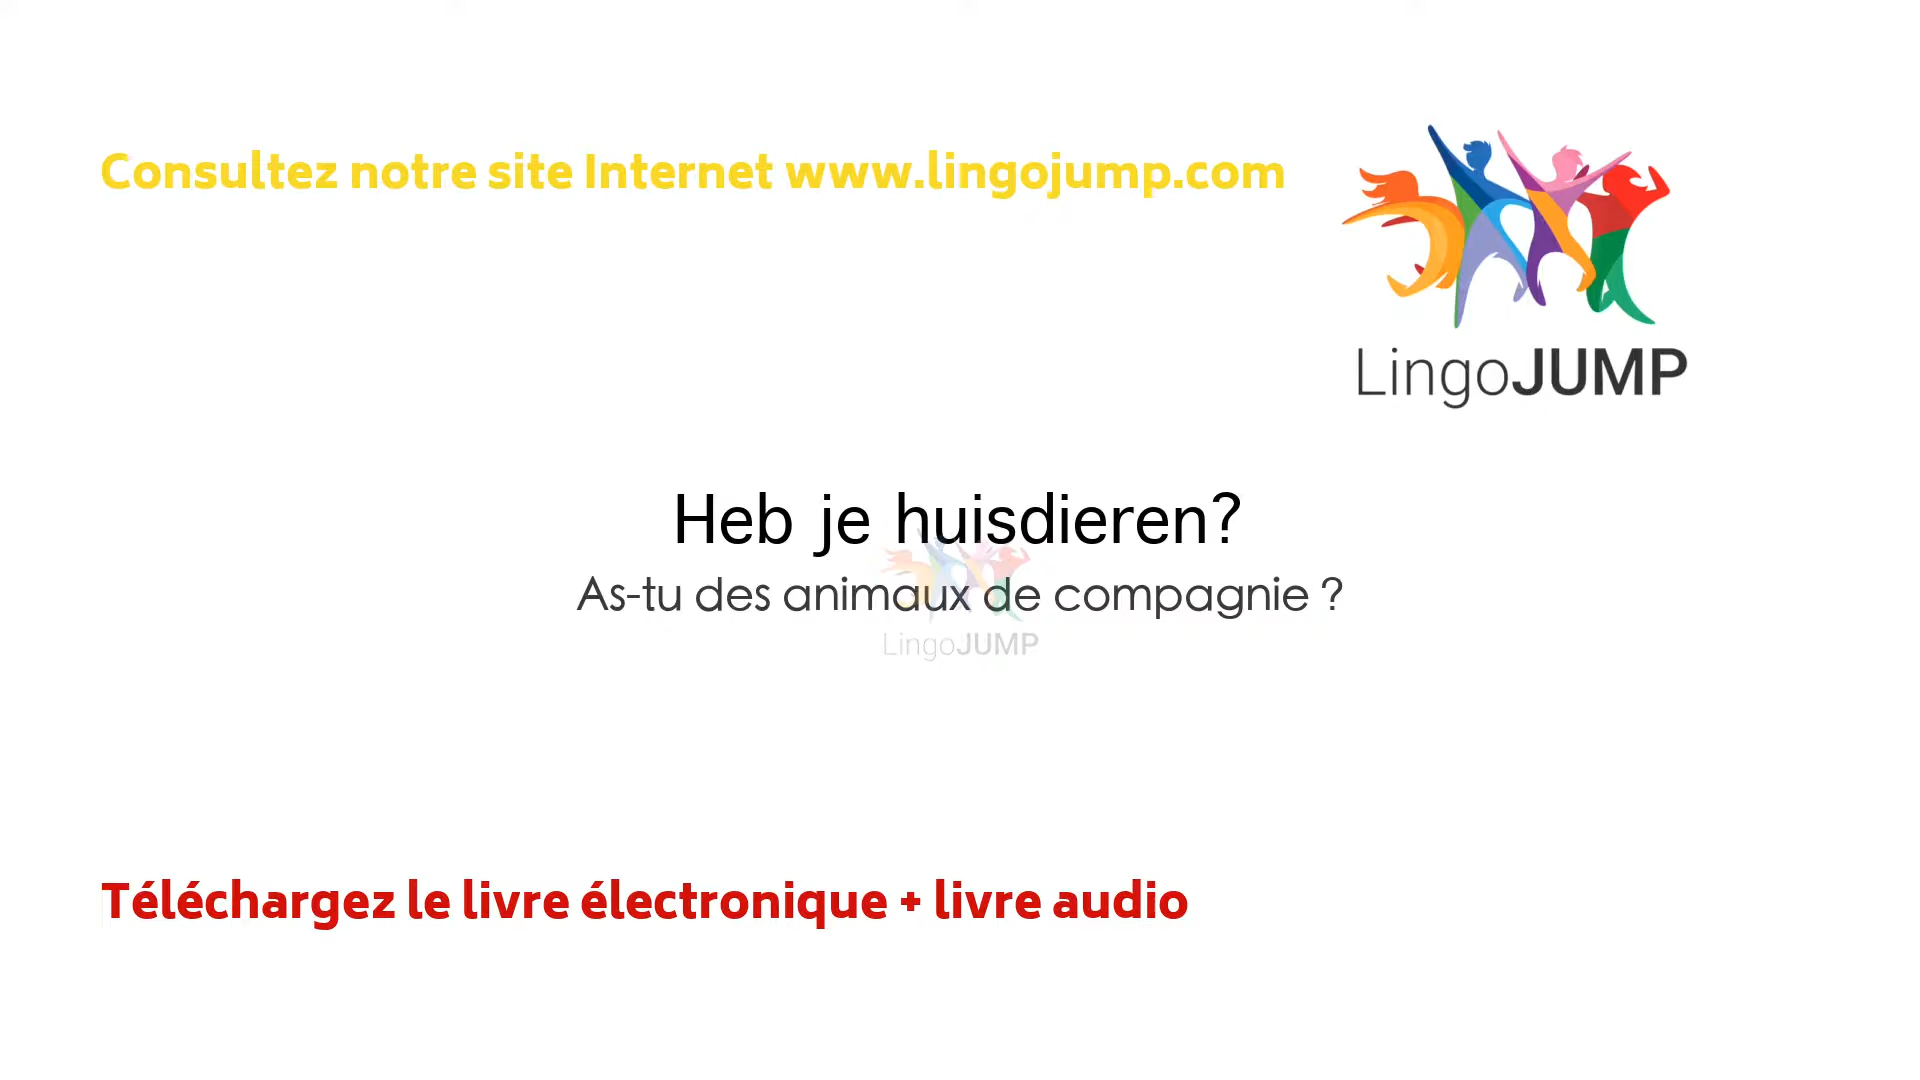 Consultez notre site Internet www.lingojump.com
LingoJUMP
Heb je huisdieren?
As-tu des animaux de compagnie ?
LingoJUMP
Téléchargez le livre électronique + livre audio